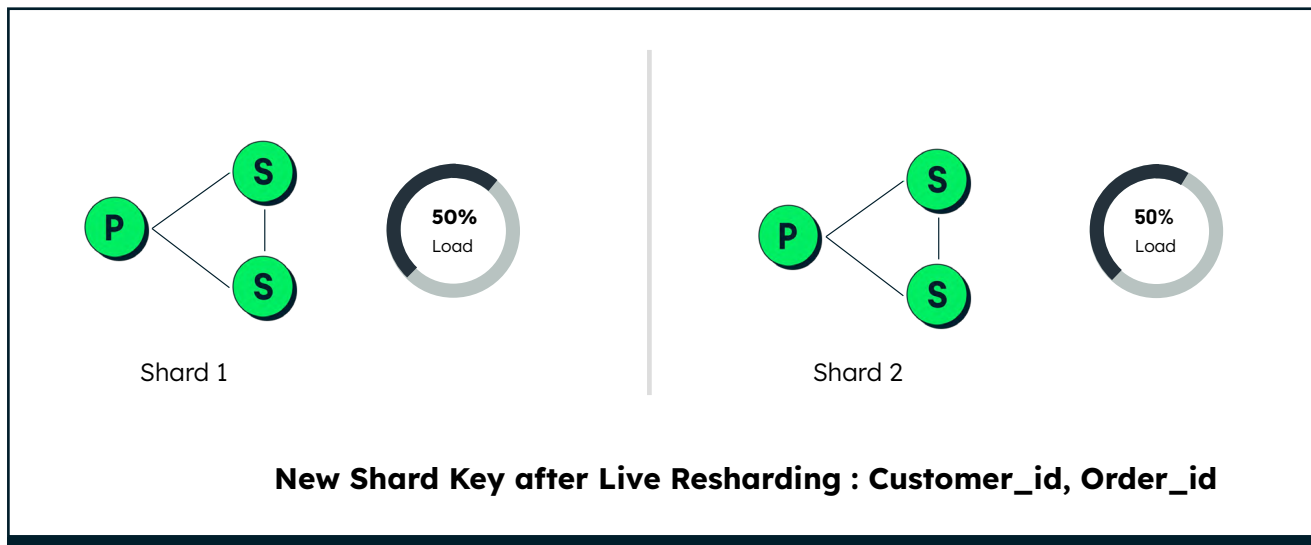 S
P
50%
Load
S
Shard 1
S
P
50%
Load
S
Shard 2
New Shard Key after Live Resharding : Customer_id, Order_id